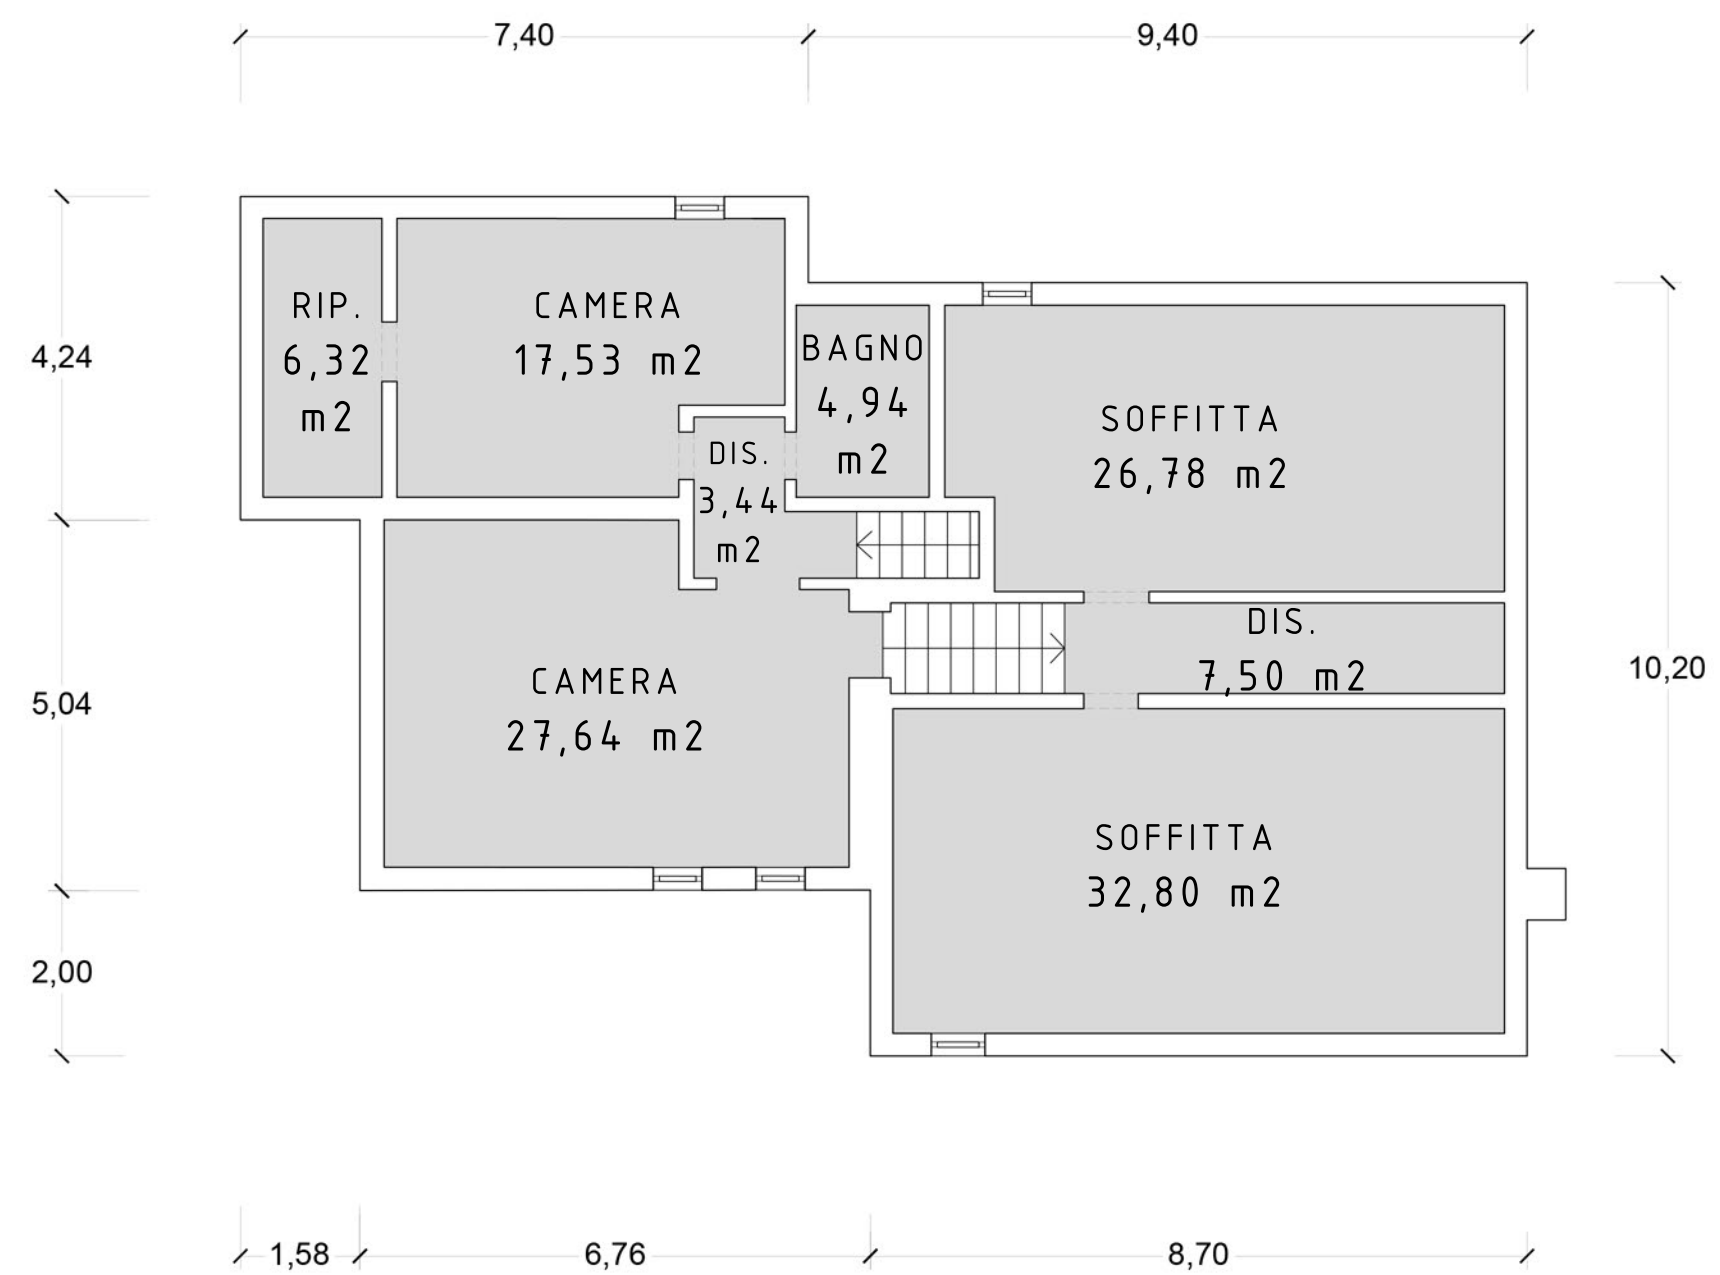 7,40
9,40
RIP.
6,32
m2
CAMERA
17,53 m2
BAGNO
4,94
m2
4,24
SOFFITTA
26,78 m2
DIS.
3,44
m2
DIS.
7,50 m2
10,20
5,04
CAMERA
27,64 m2
SOFFITTA
32,80 m2
2,00
1,58
6,76
8,70